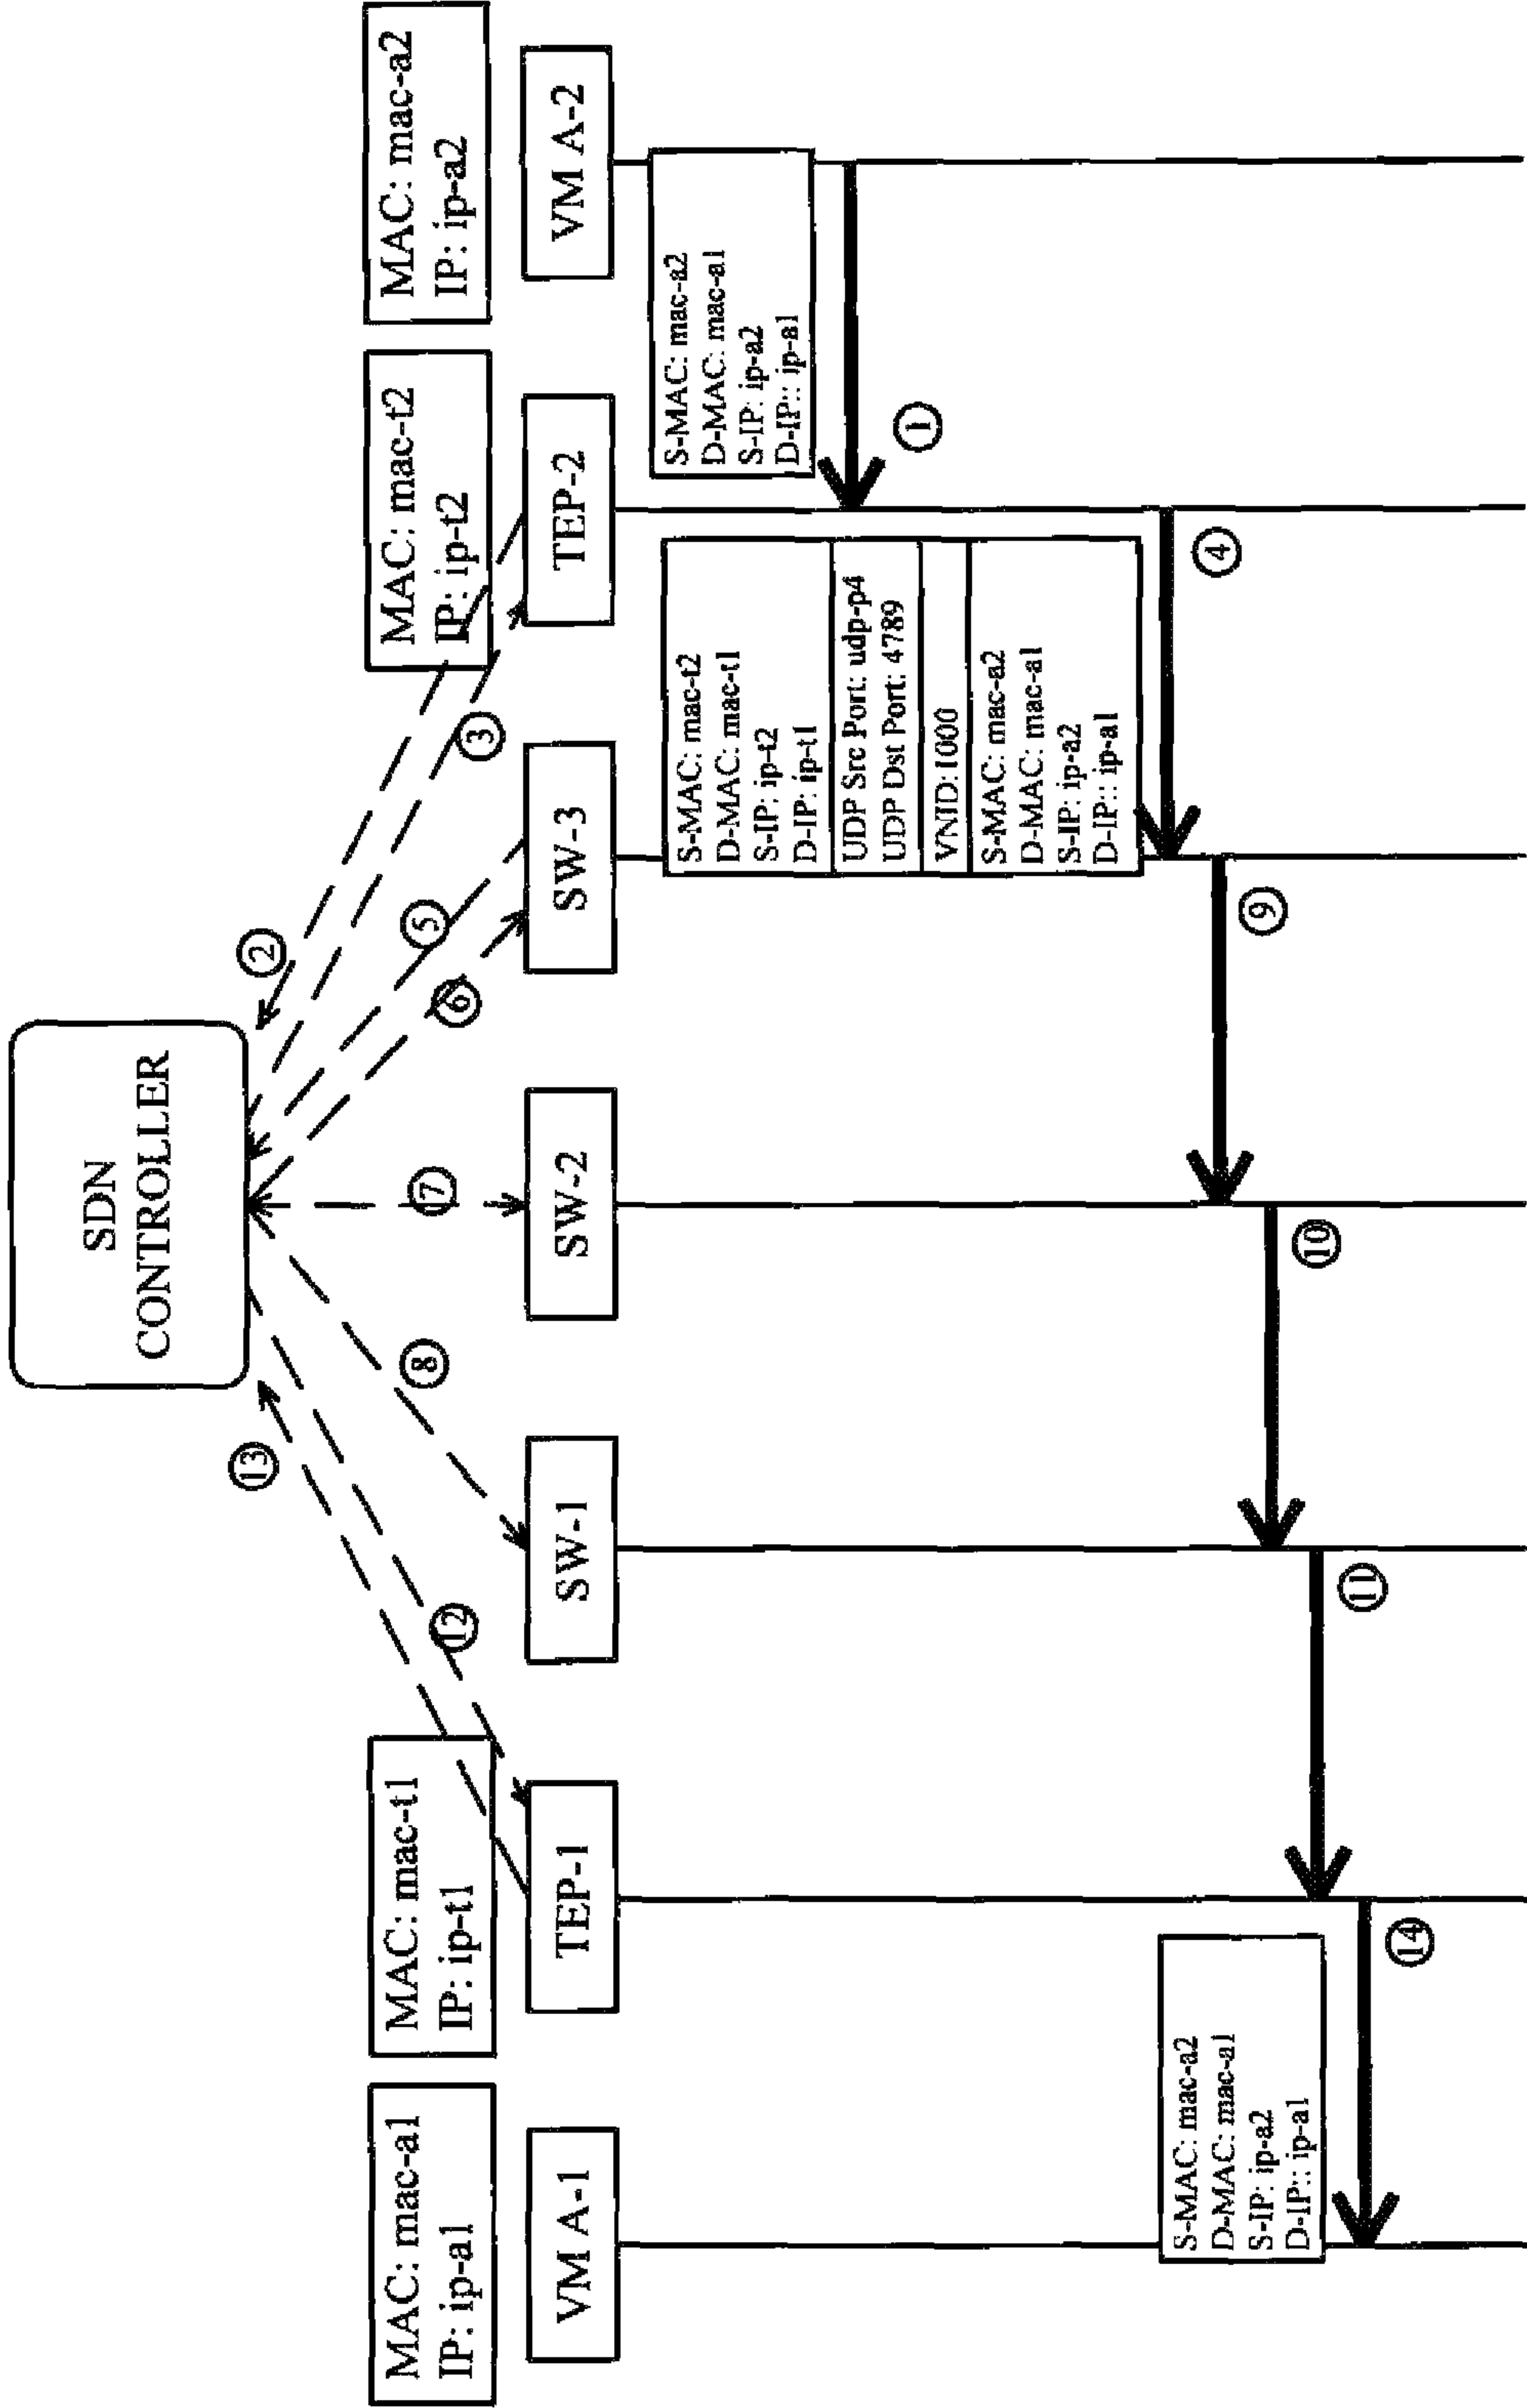 SDN
CONTROLLER
MAC: mac-a1
IP: ip-a1
MAC: mac-t1
IP: ip-t1
MAC: mac-t2
IP: ip-t2
MAC: mac-a2
IP: ip-a2
VM A-1
TEP-1
SW-1
SW-2
SW-3
TEP-2
VM A-2
13
12
8
7
6
5
2
3
S-MAC: mac-a2
D-MAC: mac-a1
S-IP: ip-a2
D-IP:: ip-a1
1
S-MAC: mac-t2
D-MAC: mac-t1
S-IP: ip-t2
D-IP: ip-t1
UDP Src Port: udp-p4
UDP Dst Port: 4789
VNID:1000
S-MAC: mac-a2
D-MAC: mac-a1
S-IP: ip-a2
D-IP:: ip-a1
4
9
10
11
S-MAC: mac-a2
D-MAC: mac-a1
S-IP: ip-a2
D-IP:: ip-a1
14